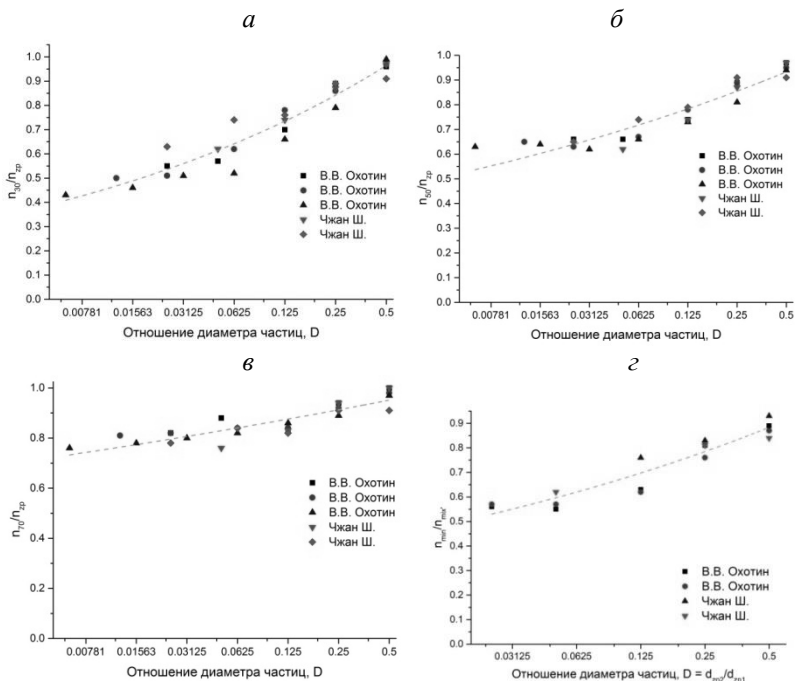 а
б
n30/nzp
1.0
0.9
0.8
0.7
0.6
0.5
0.4
0.3
0.2
0.1
0.0
В.В. Охотин
В.В. Охотин
В.В. Охотин
Чжан Ш.
Чжан Ш.
0.00781 0.01563 0.03125 0.0625 0.125 0.25 0.5
Отношение диаметра частиц, D
n50/nzp
1.0
0.9
0.8
0.7
0.6
0.5
0.4
0.3
0.2
0.1
0.0
В.В. Охотин
В.В. Охотин
В.В. Охотин
Чжан Ш.
Чжан Ш.
0.00781 0.01563 0.03125 0.0625 0.125 0.25 0.5
Отношение диаметра частиц, D
в
г
n70/nzp
1.0
0.8
0.6
0.4
0.2
0.0
В.В. Охотин
В.В. Охотин
В.В. Охотин
Чжан Ш.
Чжан Ш.
0.00781 0.01563 0.03125 0.0625 0.125 0.25 0.5
Отношение диаметра частиц, D
nmin/nmix'
0.9
0.8
0.7
0.6
0.5
0.4
0.3
0.2
0.1
0.0
В.В. Охотин
В.В. Охотин
Чжан Ш.
Чжан Ш.
0.03125 0.0625 0.125 0.25 0.5
Отношение диаметра частиц, D = dzp2/dzp1